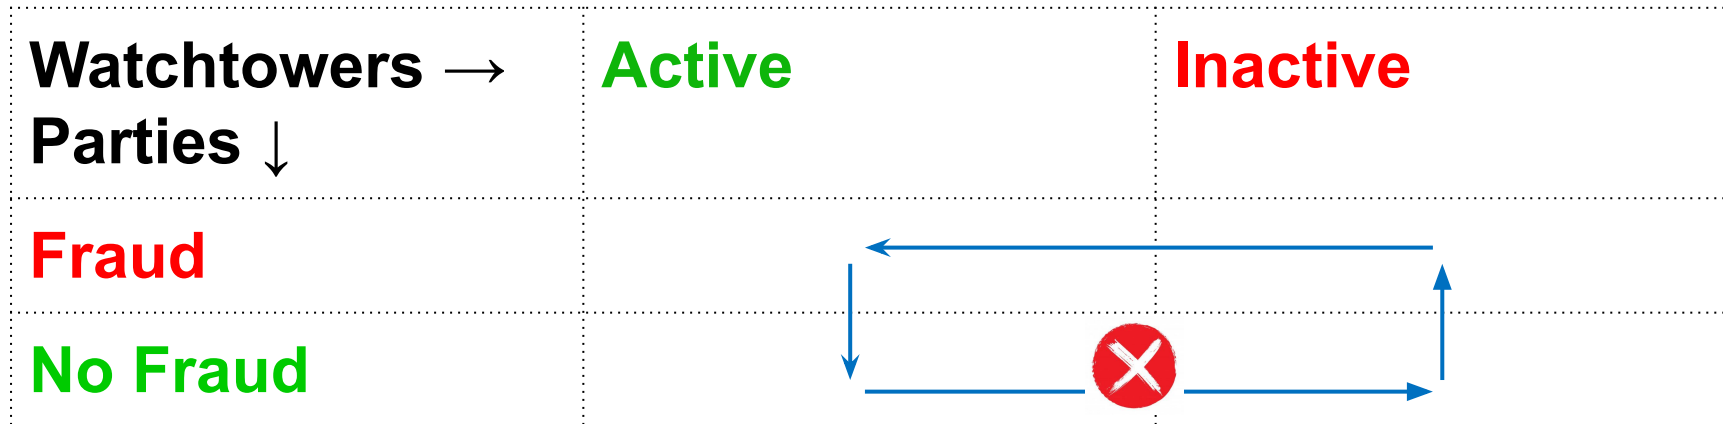 Watchtowers → Active Inactive
Parties ↓
Fraud
No Fraud